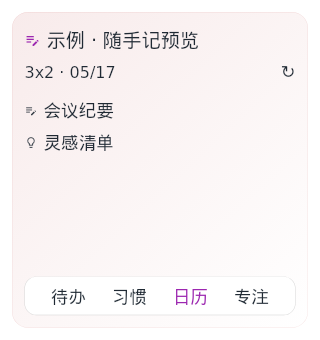 示例 · 随手记预览
3x2 · 05/17 ↻
会议纪要
灵感清单
待办 习惯 日历 专注